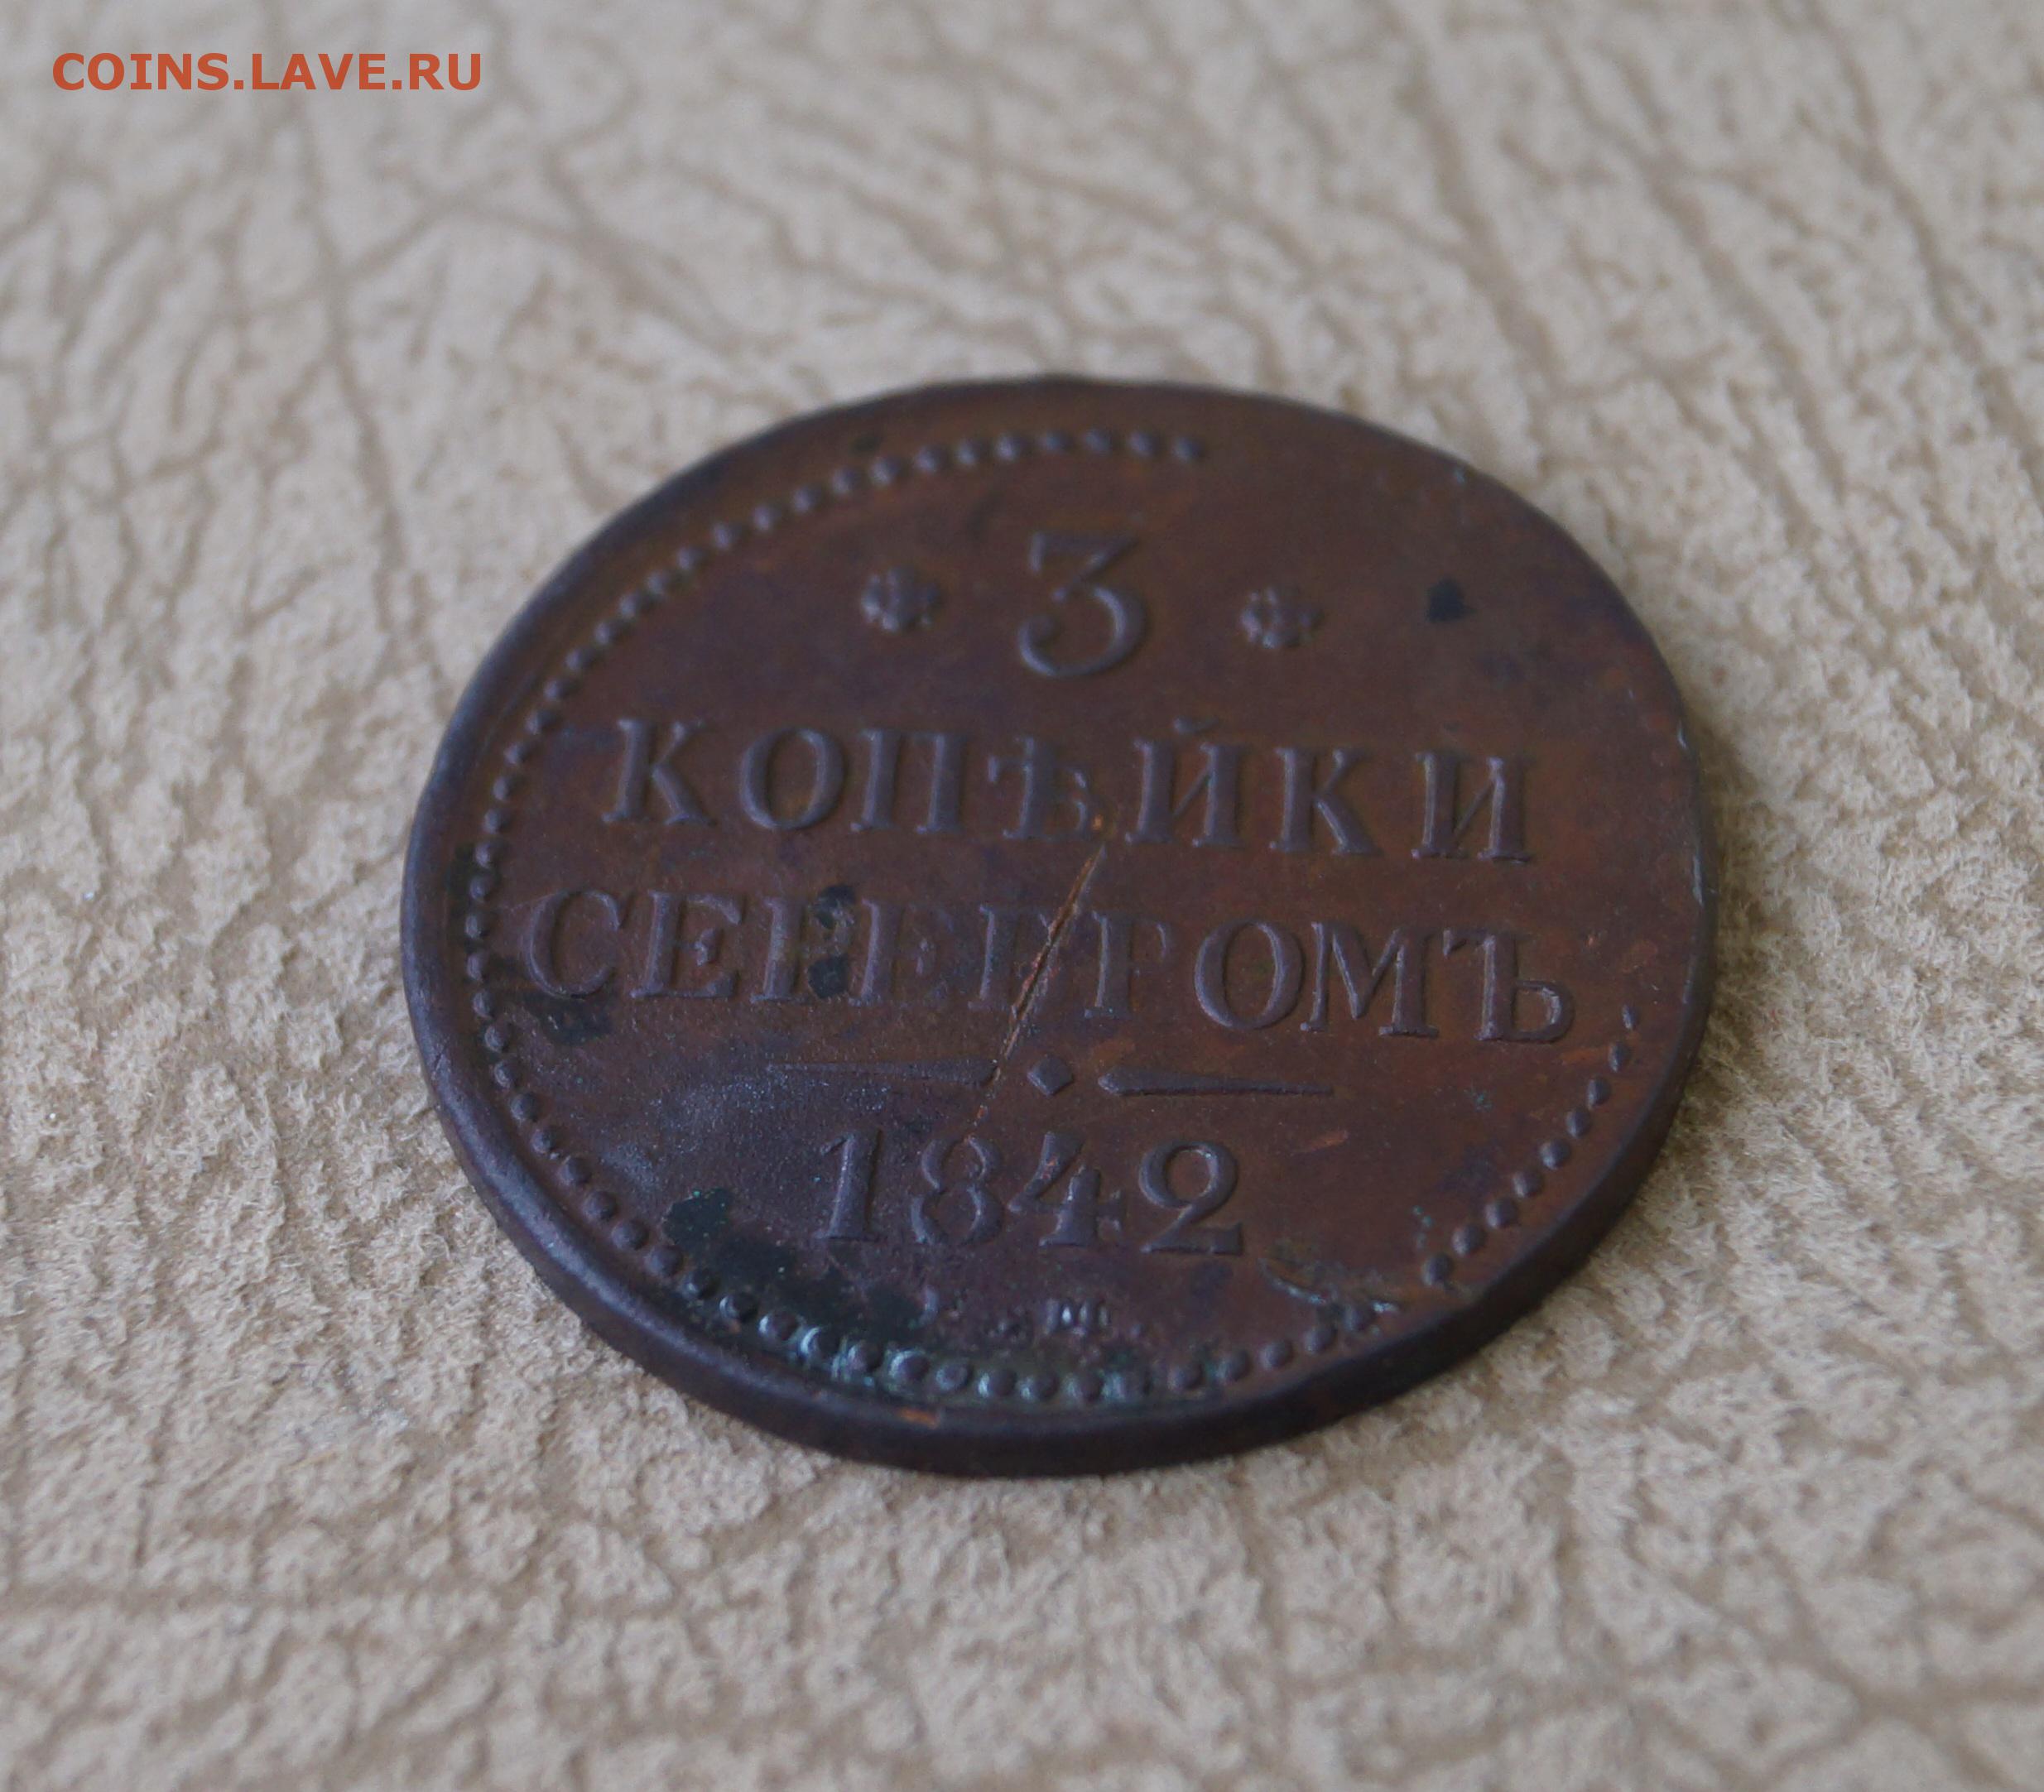 COINS.LAVE.RU
3
КОПѢЙКИ
СЕРЕБРОМЪ
1842